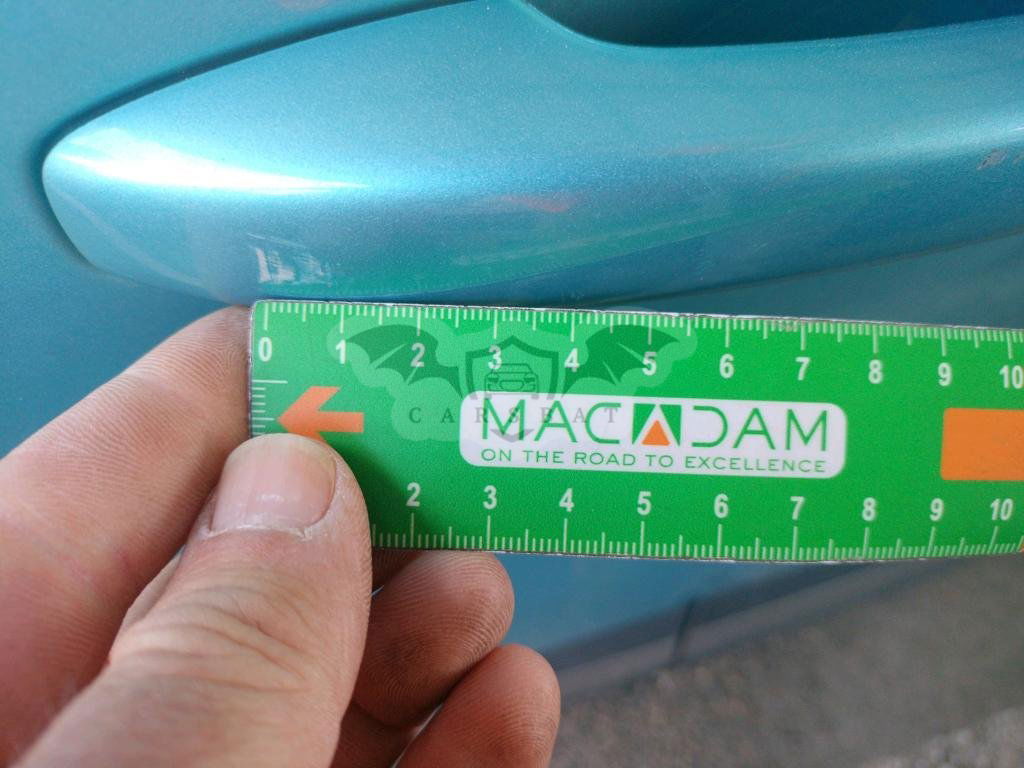 0 1 2 3 4 5 6 7 8 9 10
CARSBAT
MACADAM
ON THE ROAD TO EXCELLENCE
2 3 4 5 6 7 8 9 10